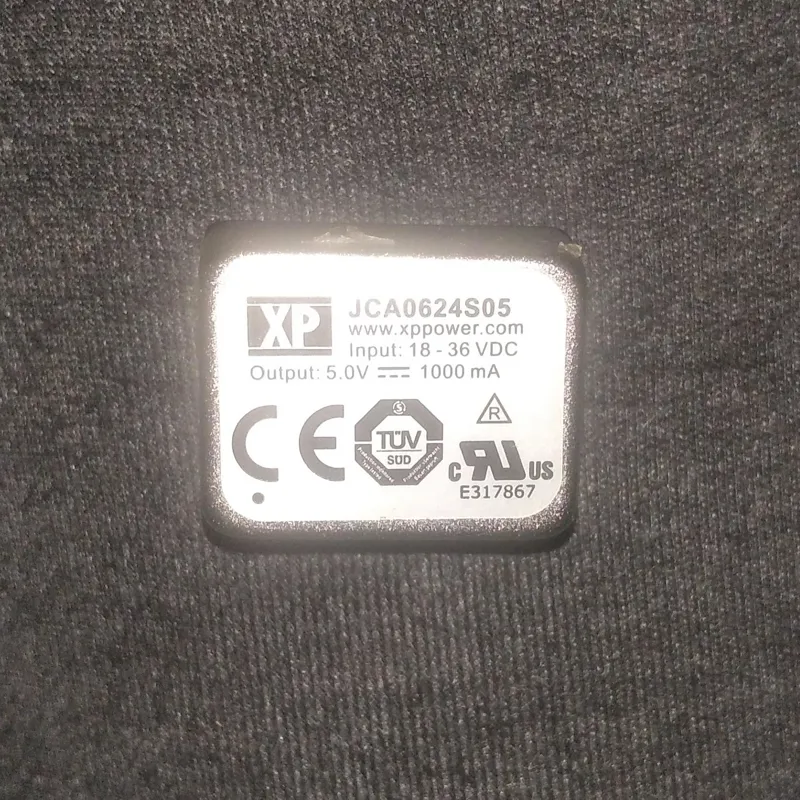 XP
JCA0624S05
www.xppower.com
Input: 18 - 36 VDC
Output: 5.0V ⎓ 1000 mA
CE
TÜV
SÜD
R
c RU US
E317867